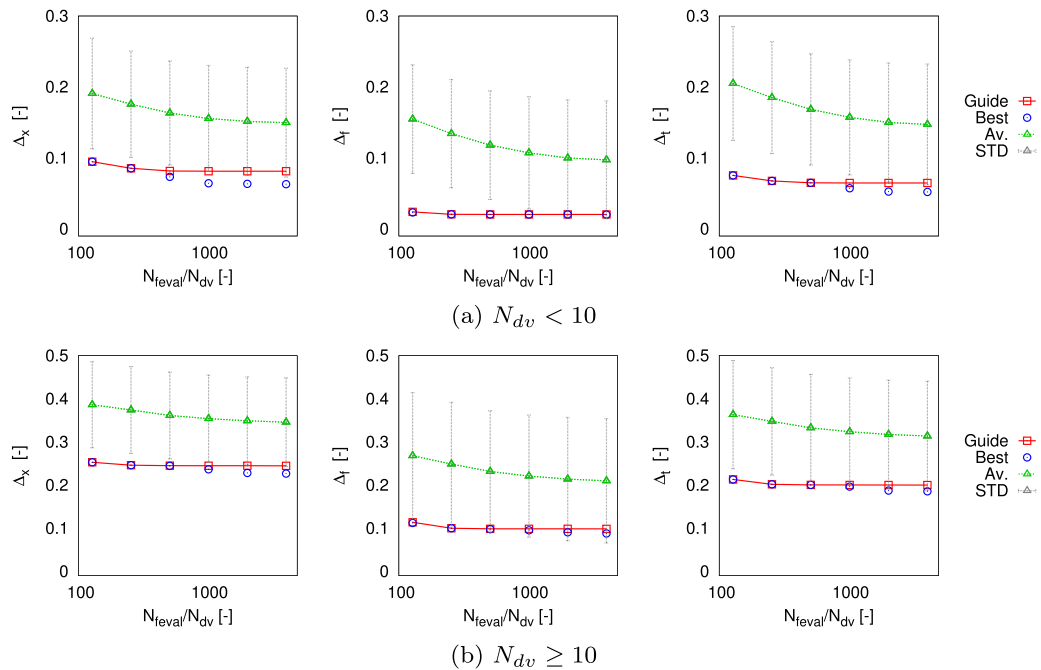 0.3
0.2
0.1
0
Δx [-]
100
1000
Nfeval/Ndv [-]
0.3
0.2
0.1
0
Δf [-]
100
1000
Nfeval/Ndv [-]
0.3
0.2
0.1
0
Δt [-]
100
1000
Nfeval/Ndv [-]
Guide
Best
Av.
STD
(a) Ndv < 10
0.5
0.4
0.3
0.2
0.1
0
Δx [-]
100
1000
Nfeval/Ndv [-]
0.5
0.4
0.3
0.2
0.1
0
Δf [-]
100
1000
Nfeval/Ndv [-]
0.5
0.4
0.3
0.2
0.1
0
Δt [-]
100
1000
Nfeval/Ndv [-]
Guide
Best
Av.
STD
(b) Ndv ≥ 10